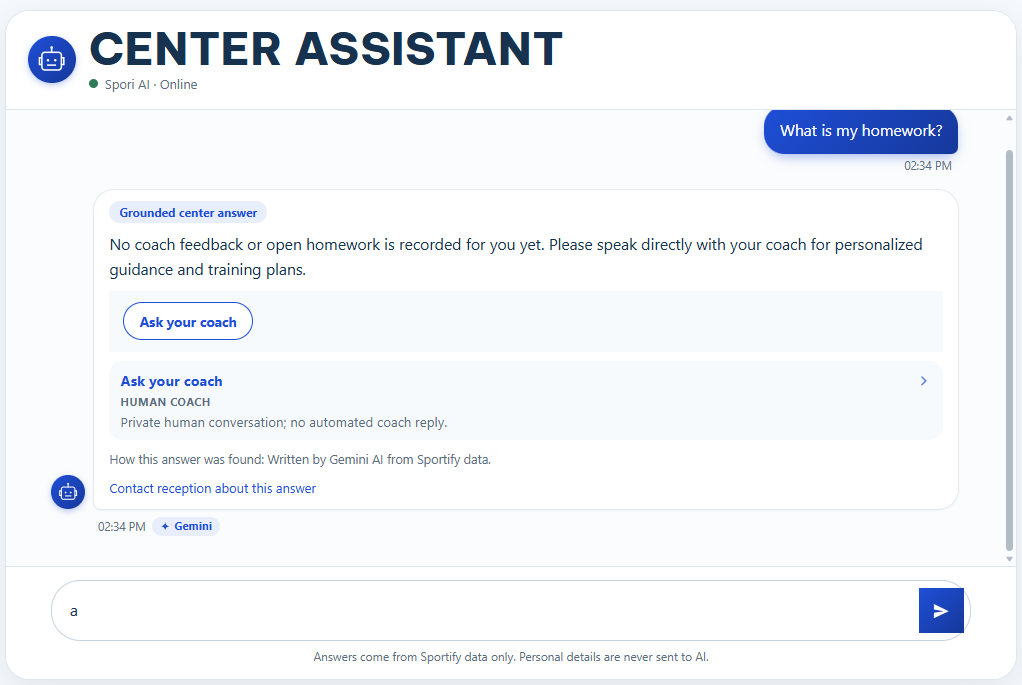 CENTER ASSISTANT
Spori AI · Online
What is my homework?
02:34 PM
Grounded center answer
No coach feedback or open homework is recorded for you yet. Please speak directly with your coach for personalized
guidance and training plans.
Ask your coach
Ask your coach
HUMAN COACH
Private human conversation; no automated coach reply.
How this answer was found: Written by Gemini AI from Sportify data.
Contact reception about this answer
02:34 PM ✦ Gemini
a
Answers come from Sportify data only. Personal details are never sent to AI.